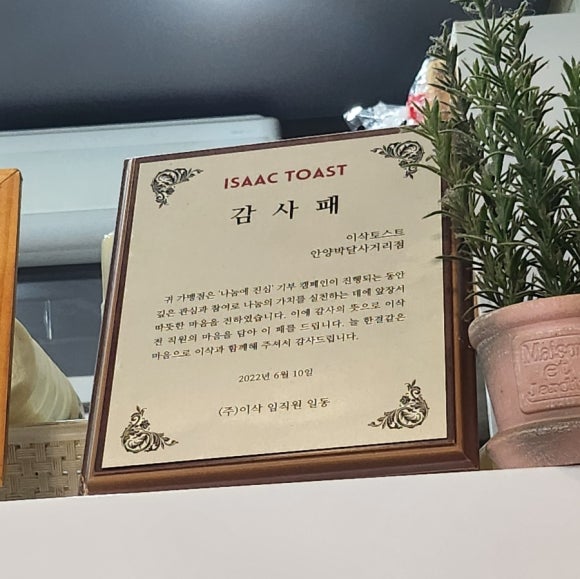 ISAAC TOAST
감사패
이삭토스트
안양박달사거리점
귀 가맹점은 '나눔에 진심' 기부 캠페인이 진행되는 동안
깊은 관심과 참여로 나눔의 가치를 실천하는 데에 앞장서
따뜻한 마음을 전하였습니다. 이에 감사의 뜻으로 이삭
전 직원의 마음을 담아 이 패를 드립니다. 늘 한결같은
마음으로 이삭과 함께해 주셔서 감사드립니다.
2022년 6월 10일
(주)이삭 임직원 일동
Maison